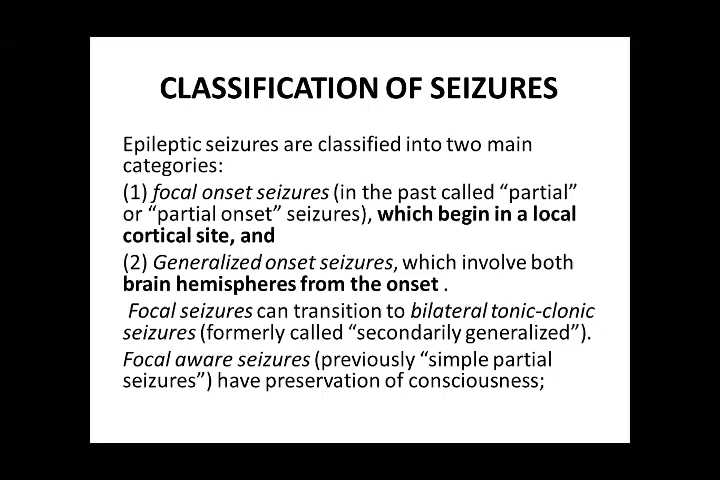 CLASSIFICATION OF SEIZURES
Epileptic seizures are classified into two main
categories:
(1) focal onset seizures (in the past called “partial”
or “partial onset” seizures), which begin in a local
cortical site, and
(2) Generalized onset seizures, which involve both
brain hemispheres from the onset .
Focal seizures can transition to bilateral tonic-clonic
seizures (formerly called “secondarily generalized”).
Focal aware seizures (previously “simple partial
seizures”) have preservation of consciousness;